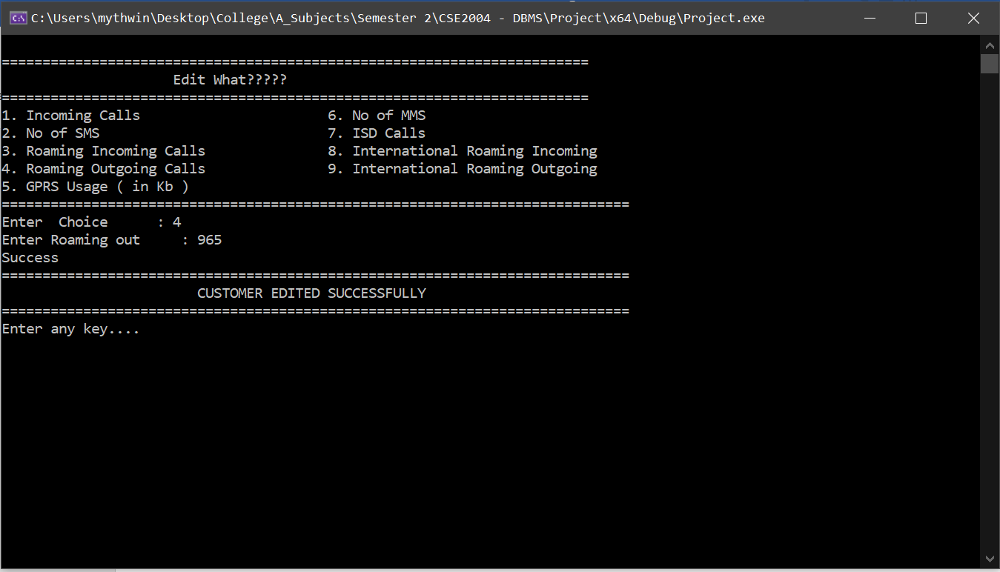 C:\Users\mythwin\Desktop\College\A_Subjects\Semester 2\CSE2004 - DBMS\Project\x64\Debug\Project.exe
========================================================================
Edit What?????
========================================================================
1. Incoming Calls                       6. No of MMS
2. No of SMS                            7. ISD Calls
3. Roaming Incoming Calls               8. International Roaming Incoming
4. Roaming Outgoing Calls               9. International Roaming Outgoing
5. GPRS Usage ( in Kb )
=============================================================================
Enter  Choice      : 4
Enter Roaming out     : 965
Success
=============================================================================
CUSTOMER EDITED SUCCESSFULLY
=============================================================================
Enter any key....